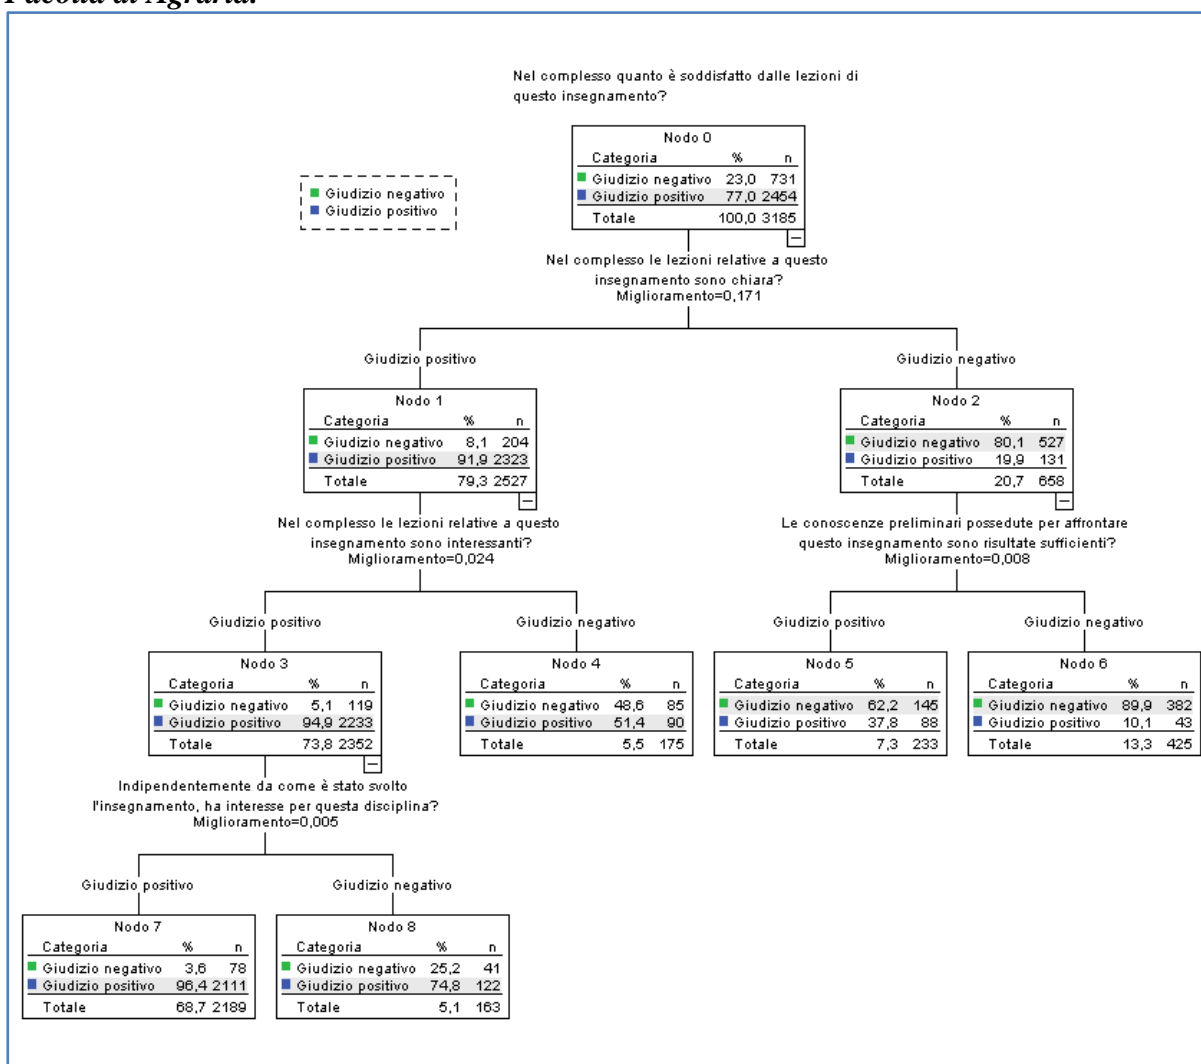 Facoltà di Agraria.
Nel complesso quanto è soddisfatto dalle lezioni di
questo insegnamento?
Giudizio negativo
Giudizio positivo
Nodo 0
Categoria % n
Giudizio negativo 23,0 731
Giudizio positivo 77,0 2454
Totale 100,0 3185
Nel complesso le lezioni relative a questo
insegnamento sono chiara?
Miglioramento=0,171
Giudizio positivo
Giudizio negativo
Nodo 1
Categoria % n
Giudizio negativo 8,1 204
Giudizio positivo 91,9 2323
Totale 79,3 2527
Nodo 2
Categoria % n
Giudizio negativo 80,1 527
Giudizio positivo 19,9 131
Totale 20,7 658
Nel complesso le lezioni relative a questo
insegnamento sono interessanti?
Miglioramento=0,024
Le conoscenze preliminari possedute per affrontare
questo insegnamento sono risultate sufficienti?
Miglioramento=0,008
Giudizio positivo
Giudizio negativo
Giudizio positivo
Giudizio negativo
Nodo 3
Categoria % n
Giudizio negativo 5,1 119
Giudizio positivo 94,9 2233
Totale 73,8 2352
Nodo 4
Categoria % n
Giudizio negativo 48,6 85
Giudizio positivo 51,4 90
Totale 5,5 175
Nodo 5
Categoria % n
Giudizio negativo 62,2 145
Giudizio positivo 37,8 88
Totale 7,3 233
Nodo 6
Categoria % n
Giudizio negativo 89,9 382
Giudizio positivo 10,1 43
Totale 13,3 425
Indipendentemente da come è stato svolto
l'insegnamento, ha interesse per questa disciplina?
Miglioramento=0,005
Giudizio positivo
Giudizio negativo
Nodo 7
Categoria % n
Giudizio negativo 3,6 78
Giudizio positivo 96,4 2111
Totale 68,7 2189
Nodo 8
Categoria % n
Giudizio negativo 25,2 41
Giudizio positivo 74,8 122
Totale 5,1 163